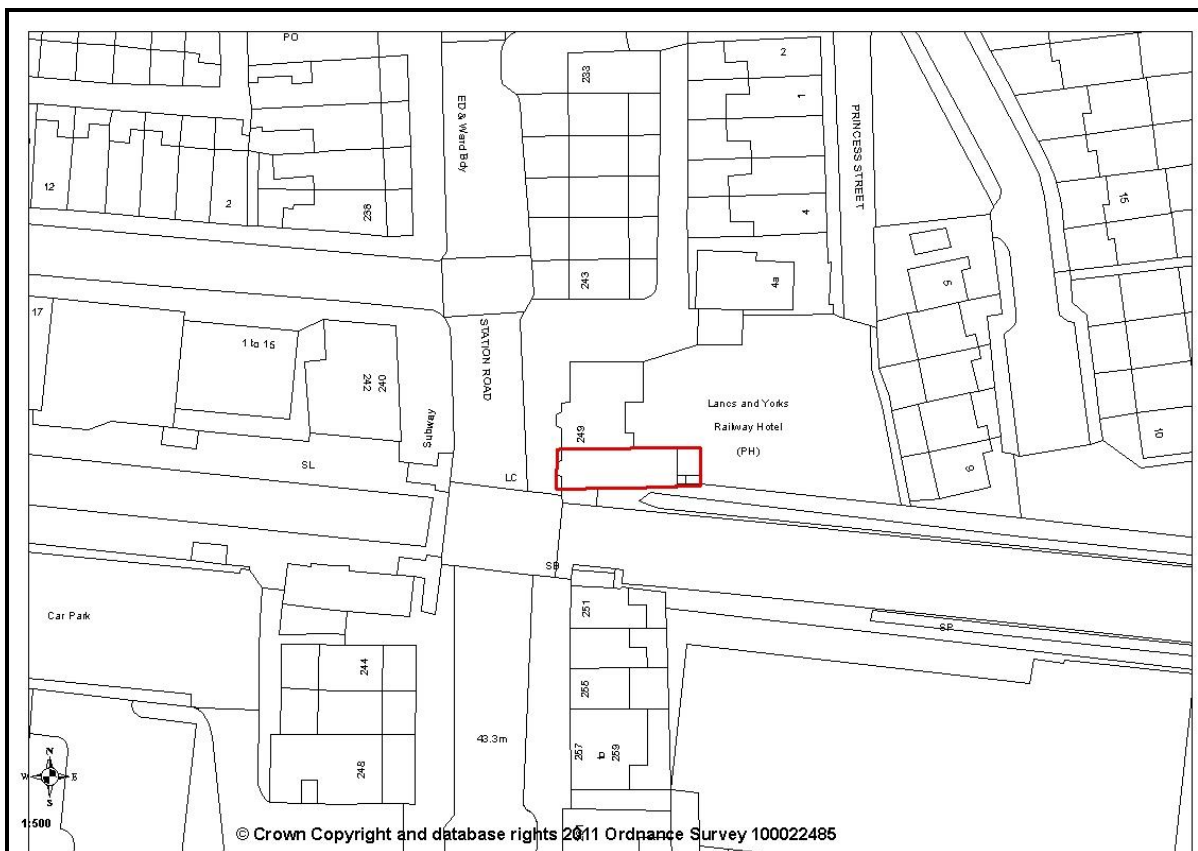 PO
233
2
1
ED & Ward Bdy
PRINCESS STREET
12
2
238
4
15
243
4a
5
17
1 to 15
STATION ROAD
242
240
Lancs and Yorks
Railway Hotel
(PH)
249
Subway
SL
LC
9
10
SB
251
Car Park
SP
244
255
43.3m
257
to
259
248
N
W
E
S
1:500
© Crown Copyright and database rights 2011 Ordnance Survey 100022485